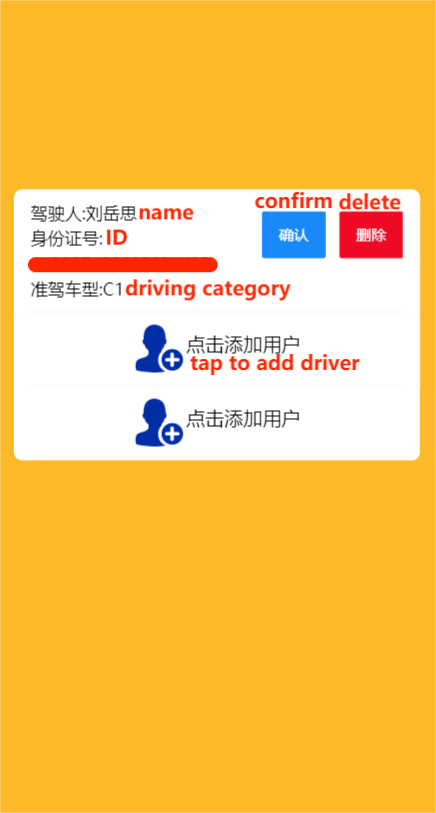 confirm delete
驾驶人:刘岳思 name
身份证号: ID
确认 删除
准驾车型:C1 driving category
点击添加用户
tap to add driver
点击添加用户